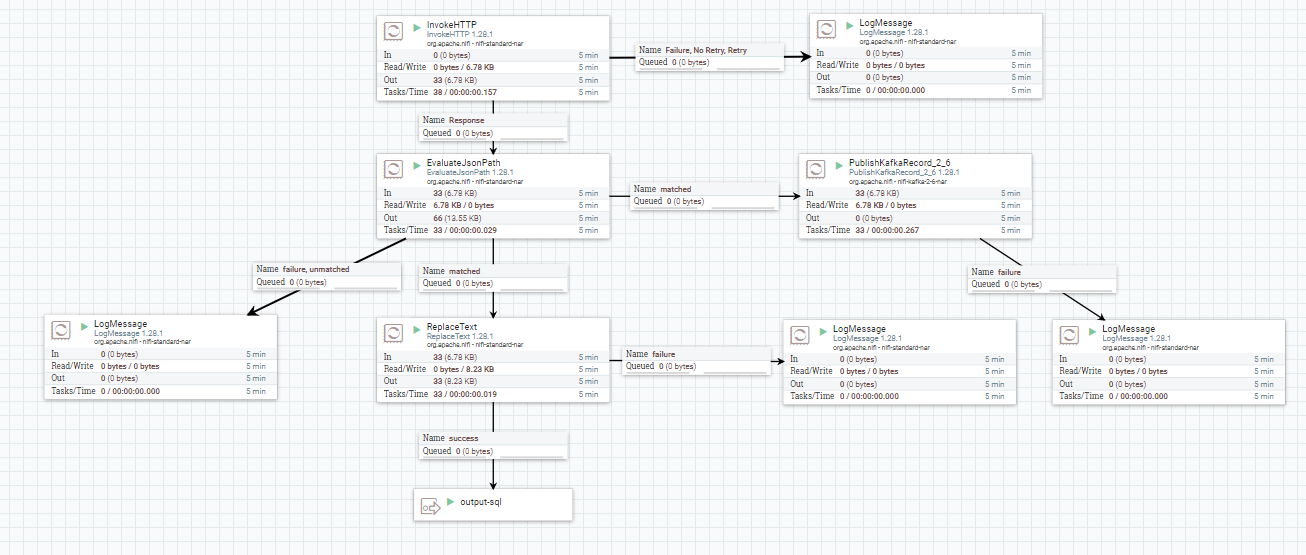 InvokeHTTP
InvokeHTTP 1.28.1
org.apache.nifi - nifi-standard-nar
In 0 (0 bytes) 5 min
Read/Write 0 bytes / 6.78 KB 5 min
Out 33 (6.78 KB) 5 min
Tasks/Time 38 / 00:00:00.157 5 min
Name Failure, No Retry, Retry
Queued 0 (0 bytes)
LogMessage
LogMessage 1.28.1
org.apache.nifi - nifi-standard-nar
In 0 (0 bytes) 5 min
Read/Write 0 bytes / 0 bytes 5 min
Out 0 (0 bytes) 5 min
Tasks/Time 0 / 00:00:00.000 5 min
Name Response
Queued 0 (0 bytes)
EvaluateJsonPath
EvaluateJsonPath 1.28.1
org.apache.nifi - nifi-standard-nar
In 33 (6.78 KB) 5 min
Read/Write 6.78 KB / 0 bytes 5 min
Out 66 (13.55 KB) 5 min
Tasks/Time 33 / 00:00:00.029 5 min
Name matched
Queued 0 (0 bytes)
PublishKafkaRecord_2_6
PublishKafkaRecord_2_6 1.28.1
org.apache.nifi - nifi-kafka-2-6-nar
In 33 (6.78 KB) 5 min
Read/Write 6.78 KB / 0 bytes 5 min
Out 0 (0 bytes) 5 min
Tasks/Time 33 / 00:00:00.267 5 min
Name failure, unmatched
Queued 0 (0 bytes)
Name matched
Queued 0 (0 bytes)
Name failure
Queued 0 (0 bytes)
LogMessage
LogMessage 1.28.1
org.apache.nifi - nifi-standard-nar
In 0 (0 bytes) 5 min
Read/Write 0 bytes / 0 bytes 5 min
Out 0 (0 bytes) 5 min
Tasks/Time 0 / 00:00:00.000 5 min
ReplaceText
ReplaceText 1.28.1
org.apache.nifi - nifi-standard-nar
In 33 (6.78 KB) 5 min
Read/Write 0 bytes / 8.23 KB 5 min
Out 33 (8.23 KB) 5 min
Tasks/Time 33 / 00:00:00.019 5 min
Name failure
Queued 0 (0 bytes)
LogMessage
LogMessage 1.28.1
org.apache.nifi - nifi-standard-nar
In 0 (0 bytes) 5 min
Read/Write 0 bytes / 0 bytes 5 min
Out 0 (0 bytes) 5 min
Tasks/Time 0 / 00:00:00.000 5 min
LogMessage
LogMessage 1.28.1
org.apache.nifi - nifi-standard-nar
In 0 (0 bytes) 5 min
Read/Write 0 bytes / 0 bytes 5 min
Out 0 (0 bytes) 5 min
Tasks/Time 0 / 00:00:00.000 5 min
Name success
Queued 0 (0 bytes)
output-sql